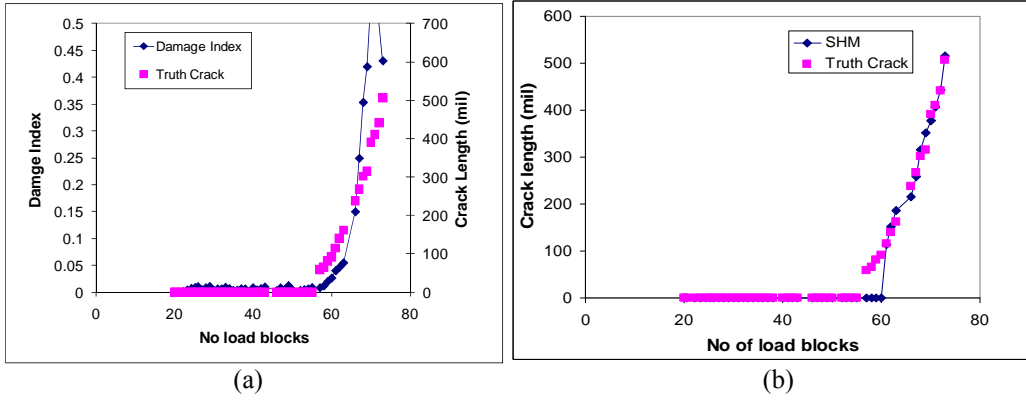 0.5
0.45
0.4
0.35
0.3
0.25
0.2
0.15
0.1
0.05
0
Damge Index
Damage Index
Truth Crack
700
600
500
400
300
200
100
0
Crack Length (mil)
0 20 40 60 80
No load blocks
(a)
600
500
400
300
200
100
0
Crack length (mil)
SHM
Truth Crack
0 20 40 60 80
No of load blocks
(b)